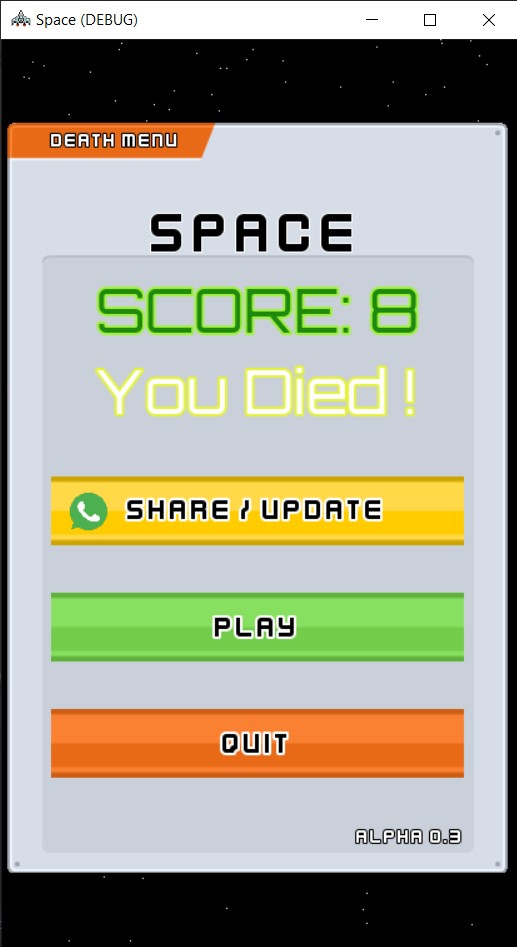 Space (DEBUG)
DEATH MENU
SPACE
SCORE: 8
You Died !
SHARE / UPDATE
PLAY
QUIT
ALPHA 0.3